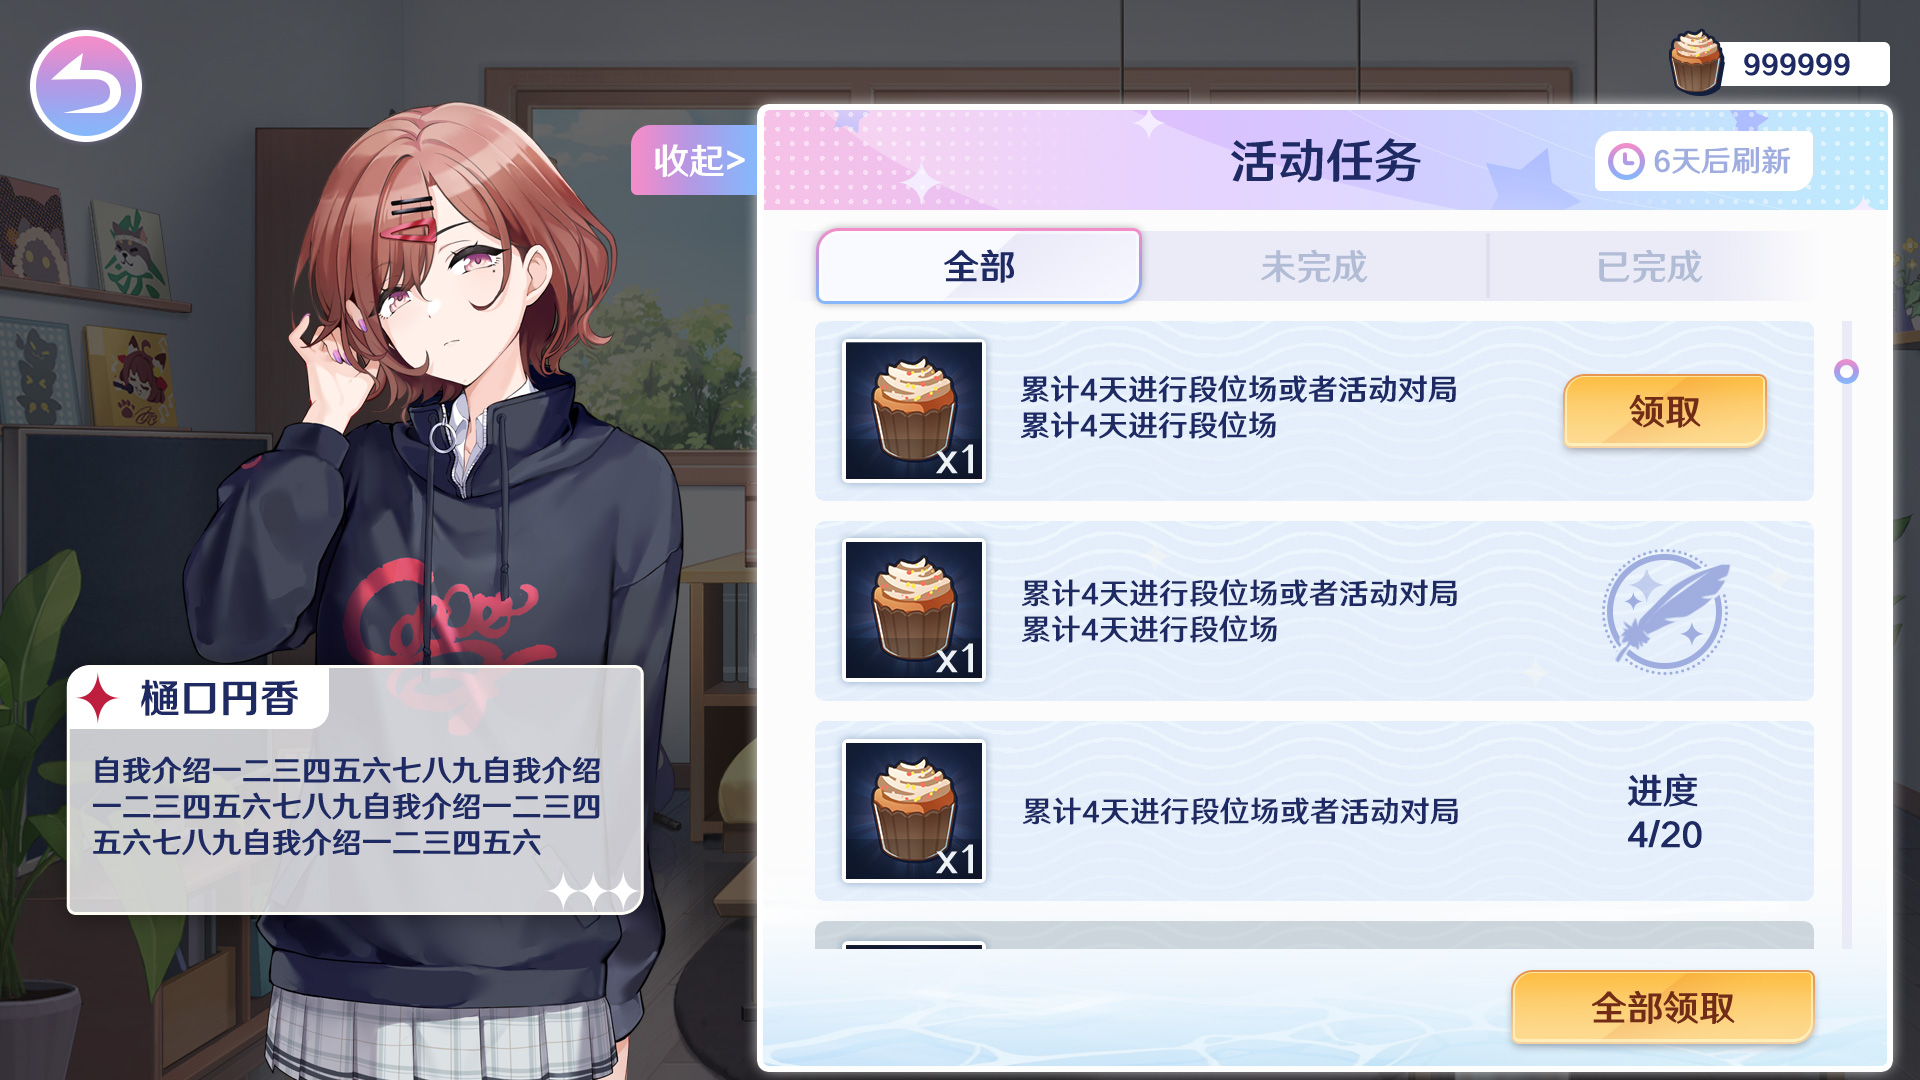 999999
收起>
活动任务
6天后刷新
全部
未完成
已完成
x1
累计4天进行段位场或者活动对局
累计4天进行段位场
领取
x1
累计4天进行段位场或者活动对局
累计4天进行段位场
x1
累计4天进行段位场或者活动对局
进度
4/20
全部领取
樋口円香
自我介绍一二三四五六七八九自我介绍
一二三四五六七八九自我介绍一二三四
五六七八九自我介绍一二三四五六